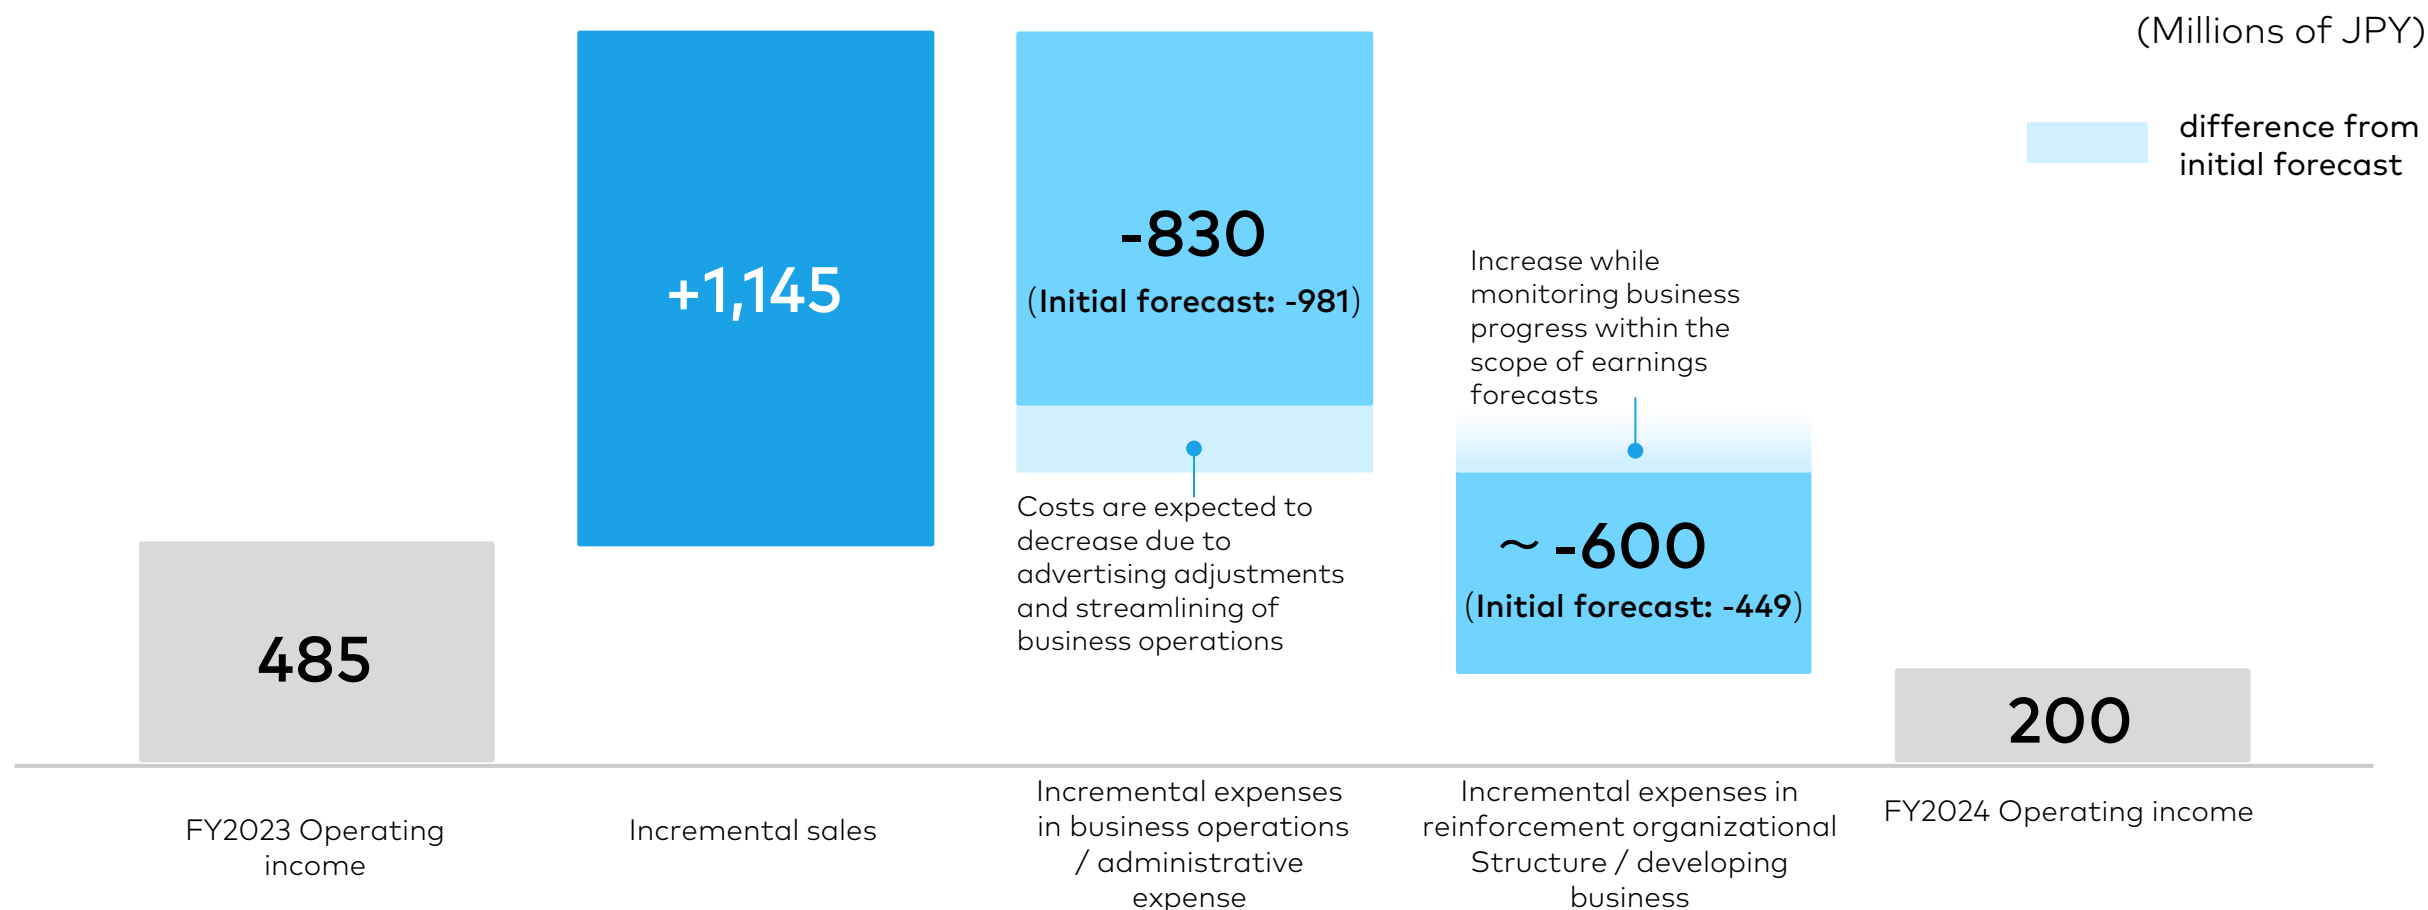 (Millions of JPY)
difference from
initial forecast
485
+1,145
-830
(Initial forecast: -981)
Costs are expected to
decrease due to
advertising adjustments
and streamlining of
business operations
Increase while
monitoring business
progress within the
scope of earnings
forecasts
～ -600
(Initial forecast: -449)
200
FY2023 Operating
income
Incremental sales
Incremental expenses
in business operations
/ administrative
expense
Incremental expenses in
reinforcement organizational
Structure / developing
business
FY2024 Operating income